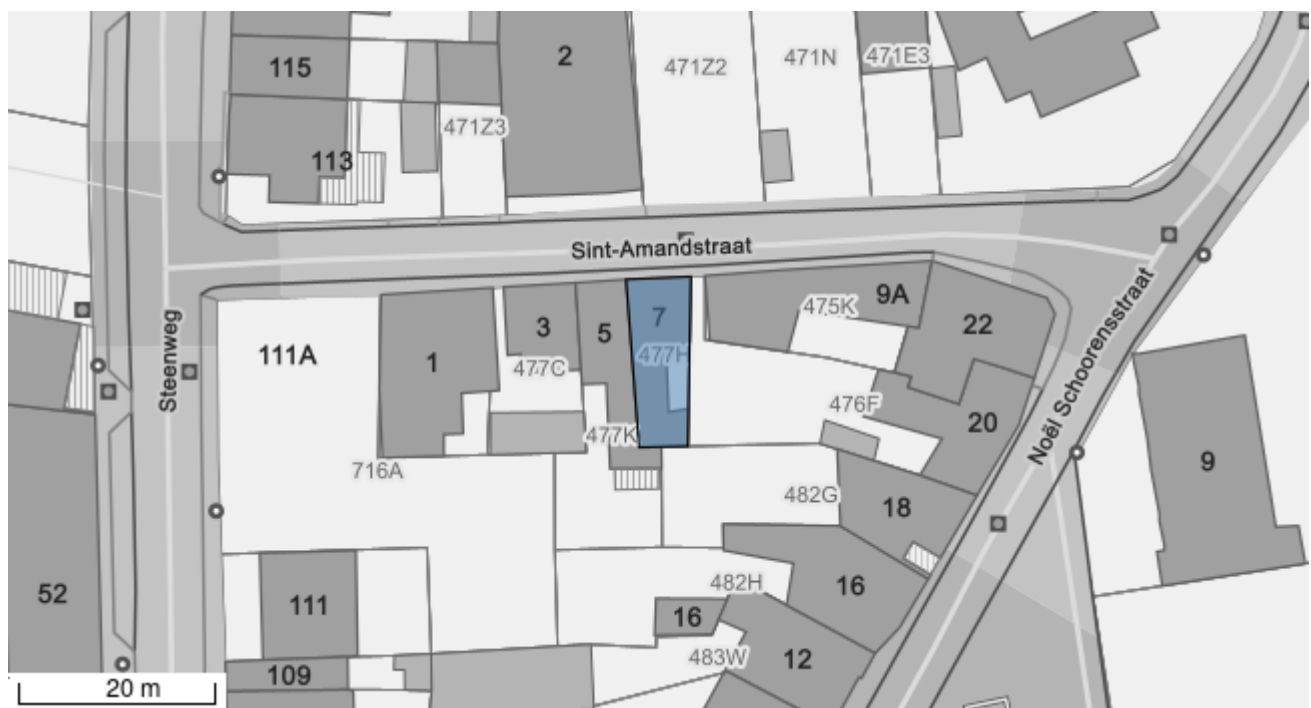 115
2
471Z2
471N
471E3
471Z3
113
Sint-Amandstraat
Steenweg
111A
1
3
477C
5
7
477H
9A
475K
22
477K
476F
20
Noël Schoorensstraat
9
716A
482G
18
52
111
482H
16
16
483W
12
109
20 m